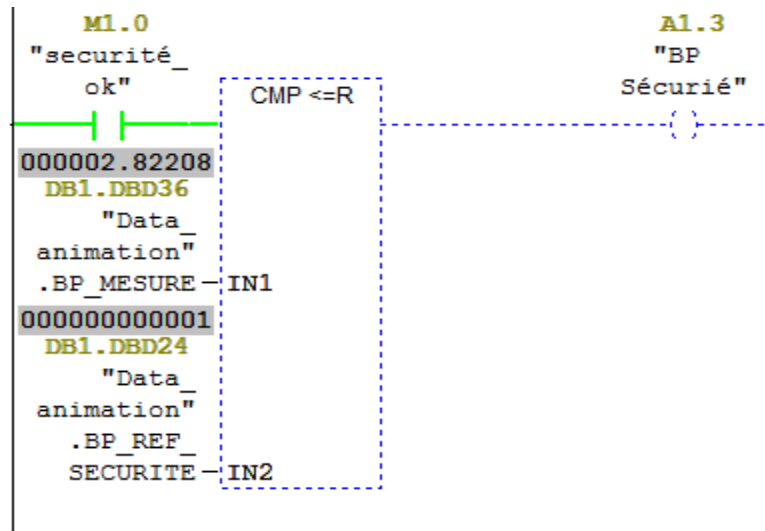 M1.0
"securité_
ok"
CMP <=R
A1.3
"BP
Sécurié"
000002.82208
DB1.DBD36
"Data_
animation"
.BP_MESURE
IN1
000000000001
DB1.DBD24
"Data_
animation"
.BP_REF_
SECURITE
IN2